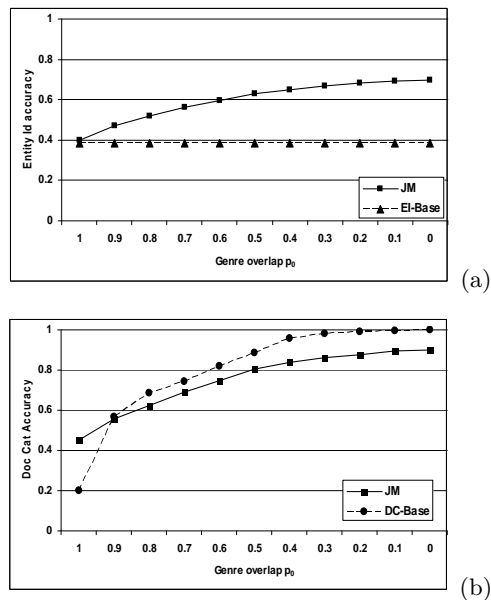 1
0.8
0.6
0.4
0.2
0
Entity Id accuracy
JM
EI-Base
1 0.9 0.8 0.7 0.6 0.5 0.4 0.3 0.2 0.1 0
Genre overlap p₀
(a)
1
0.8
0.6
0.4
0.2
0
Doc Cat Accuracy
JM
DC-Base
1 0.9 0.8 0.7 0.6 0.5 0.4 0.3 0.2 0.1 0
Genre overlap p₀
(b)